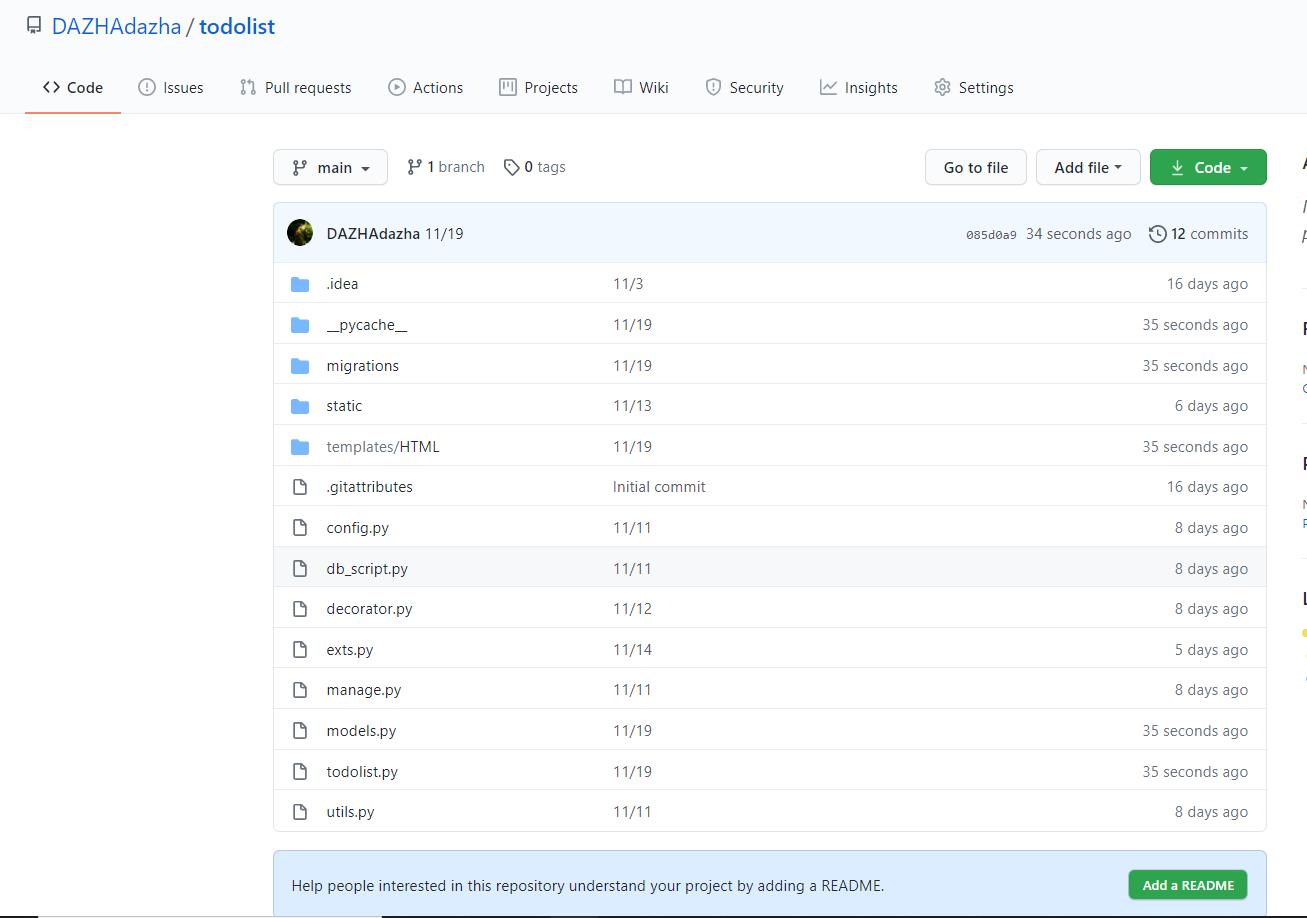 DAZHAdazha / todolist
Code Issues Pull requests Actions Projects Wiki Security Insights Settings
main 1 branch 0 tags Go to file Add file Code
DAZHAdazha 11/19 085d0a9 34 seconds ago 12 commits
.idea 11/3 16 days ago
__pycache__ 11/19 35 seconds ago
migrations 11/19 35 seconds ago
static 11/13 6 days ago
templates/HTML 11/19 35 seconds ago
.gitattributes Initial commit 16 days ago
config.py 11/11 8 days ago
db_script.py 11/11 8 days ago
decorator.py 11/12 8 days ago
exts.py 11/14 5 days ago
manage.py 11/11 8 days ago
models.py 11/19 35 seconds ago
todolist.py 11/19 35 seconds ago
utils.py 11/11 8 days ago
Help people interested in this repository understand your project by adding a README. Add a README